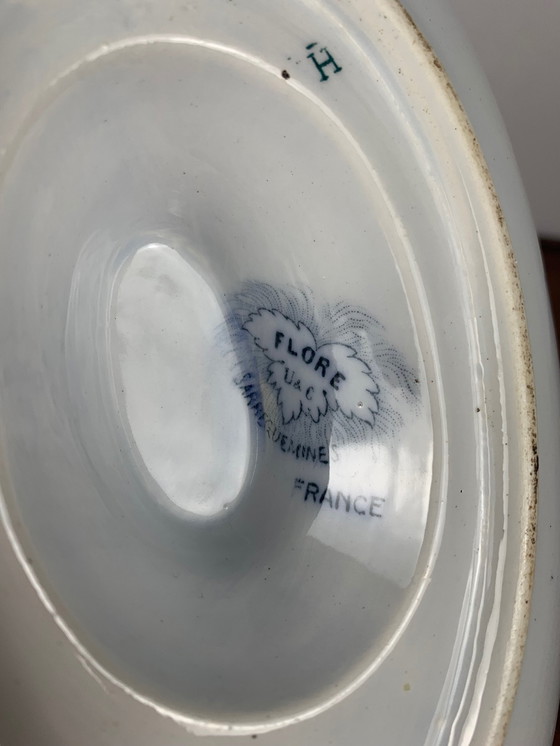 H
FLORE
U & C
SARREGUEMINES
FRANCE